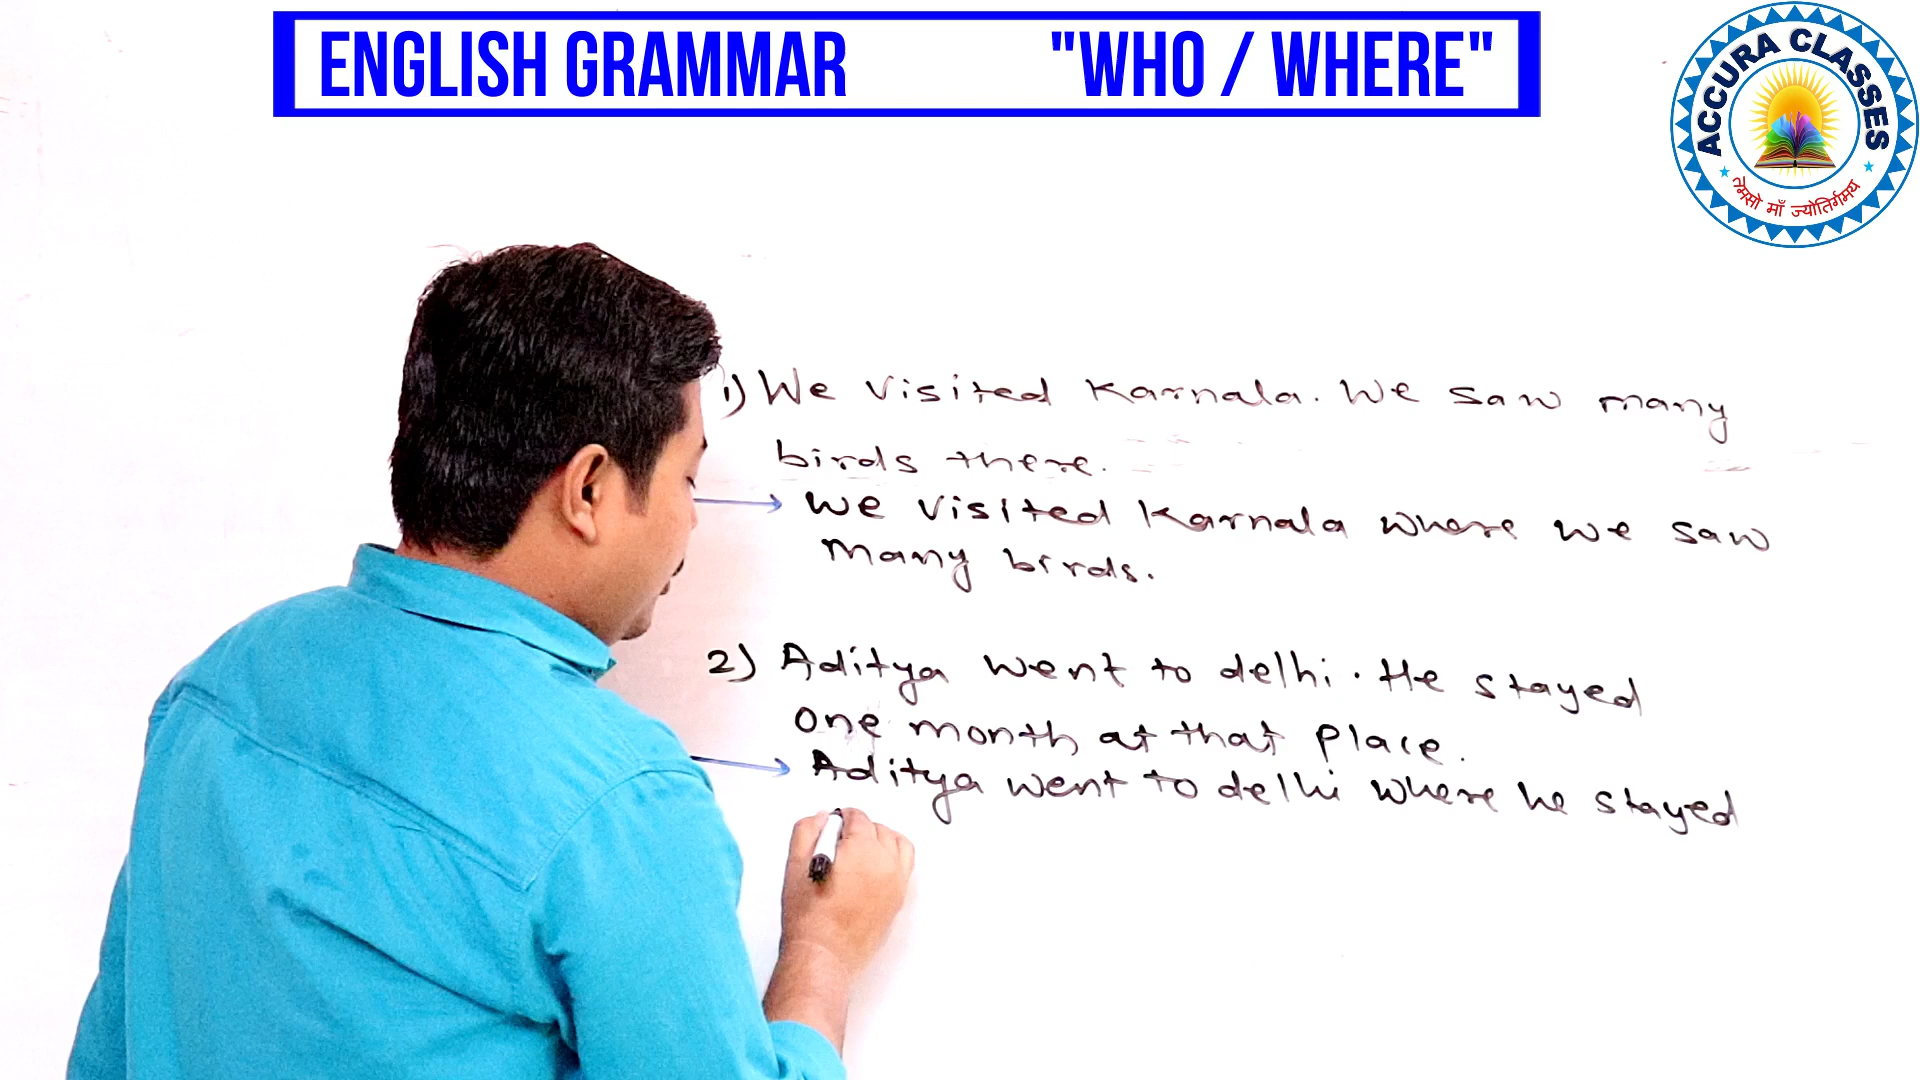 ENGLISH GRAMMAR "WHO / WHERE"
ACCURA CLASSES
तमसो माँ ज्योतिर्गमय
1) We visited Karnala. We saw many
birds there.
We visited Karnala where we saw
many birds.
2) Aditya went to delhi. He stayed
one month at that place.
Aditya went to delhi where he stayed